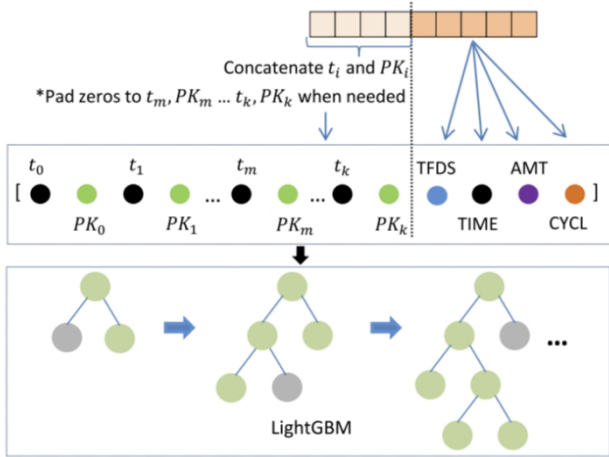 Concatenate t_i and PK_i
*Pad zeros to t_m, PK_m ... t_k, PK_k when needed
t_0 t_1 t_m t_k TFDS AMT
[ ... ... ]
PK_0 PK_1 PK_m PK_k TIME CYCL
...
LightGBM